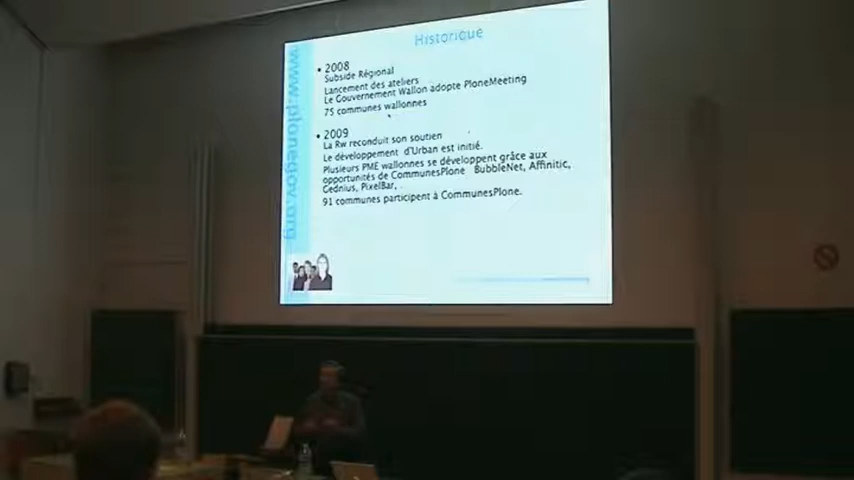 Historique
www.plonegov.org
• 2008
Subside Régional
Lancement des ateliers
Le Gouvernement Wallon adopte PloneMeeting
75 communes wallonnes
• 2009
La Rw reconduit son soutien
Le développement d'Urban est initié.
Plusieurs PME wallonnes se développent grâce aux
opportunités de CommunesPlone BubbleNet, Affinitic,
Gednius, PixelBar,
91 communes participent à CommunesPlone.